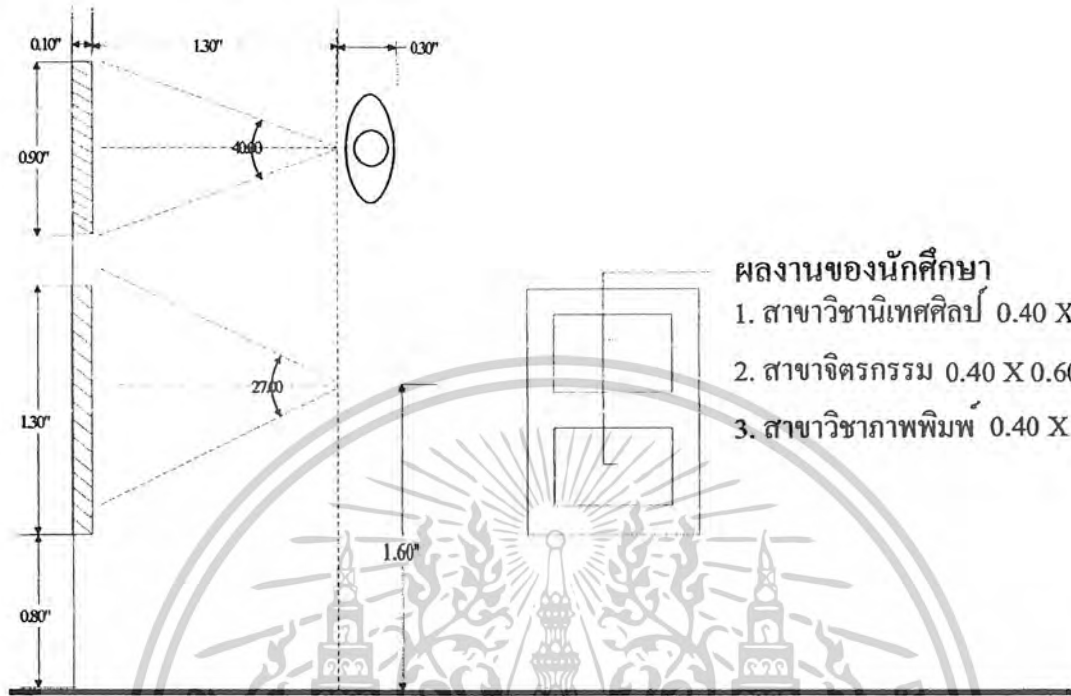 0.10"
1.30"
0.30"
40.00
0.90"
ผลงานของนักศึกษา
1. สาขาวิชานิเทศศิลป์ 0.40 X
2. สาขาจิตรกรรม 0.40 X 0.60
3. สาขาวิชาภาพพิมพ์ 0.40 X
27.00
1.30"
1.60"
0.80"